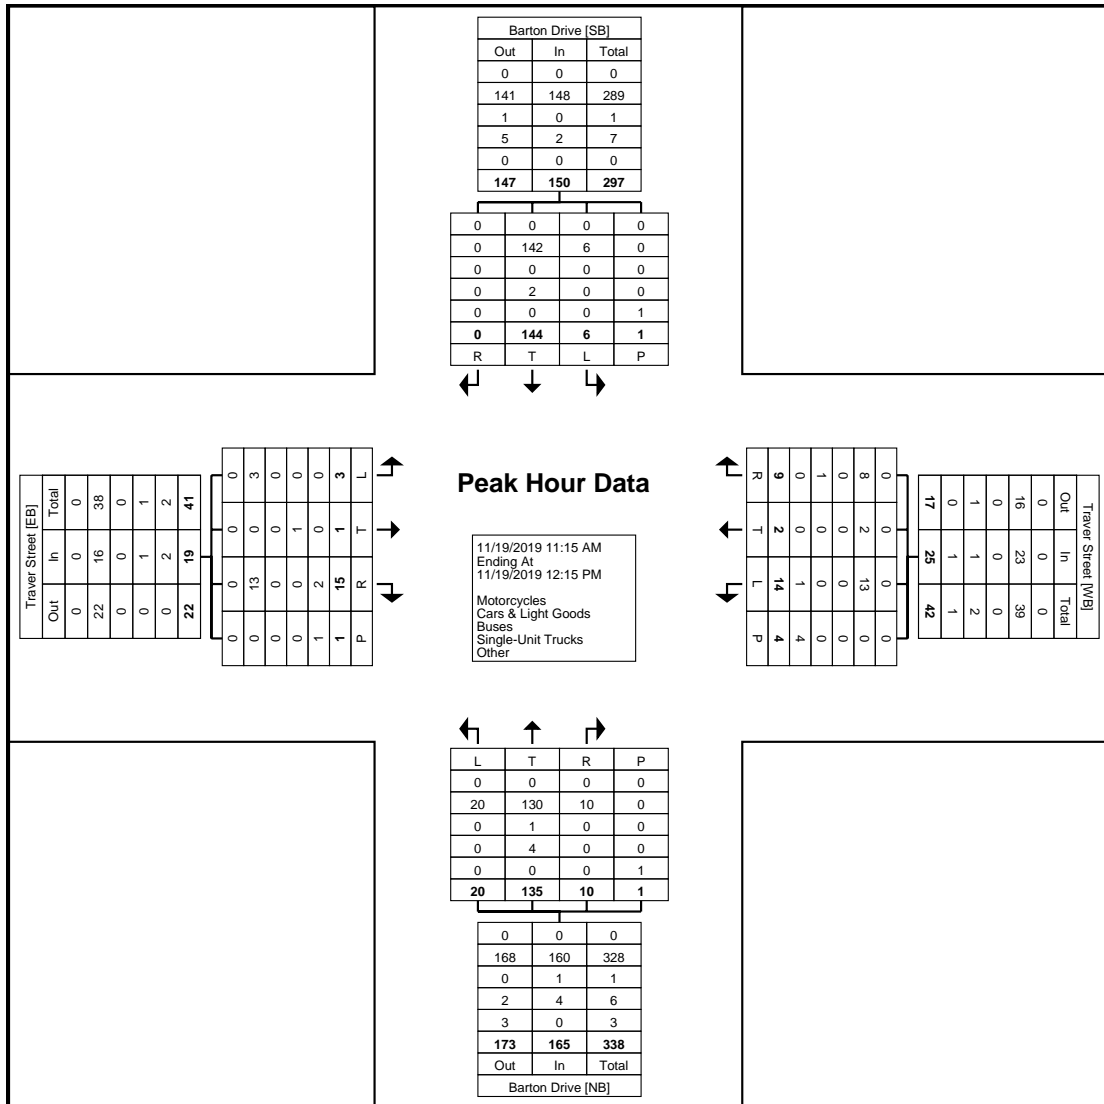 Barton Drive [SB]
Out In Total
0 0 0
141 148 289
1 0 1
5 2 7
0 0 0
147 150 297
0 0 0 0
0 142 6 0
0 0 0 0
0 2 0 0
0 0 0 1
0 144 6 1
R T L P
Traver Street [EB]
Total 0 38 0 1 2 41
In 0 16 0 1 2 19
Out 0 22 0 0 0 22
0 3 0 0 0 3 L
0 0 0 1 0 1 T
0 13 0 0 2 15 R
0 0 0 0 1 1 P
Peak Hour Data
11/19/2019 11:15 AM
Ending At
11/19/2019 12:15 PM
Motorcycles
Cars & Light Goods
Buses
Single-Unit Trucks
Other
R 9 0 1 0 8 0
T 2 0 0 0 2 0
L 14 1 0 0 13 0
P 4 4 0 0 0 0
17 0 1 0 16 0 Out
25 1 1 0 23 0 In
42 1 2 0 39 0 Total
Traver Street [WB]
L T R P
0 0 0 0
20 130 10 0
0 1 0 0
0 4 0 0
0 0 0 1
20 135 10 1
0 0 0
168 160 328
0 1 1
2 4 6
3 0 3
173 165 338
Out In Total
Barton Drive [NB]